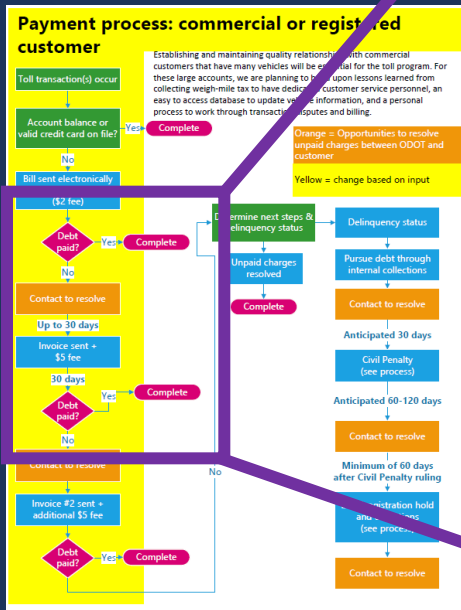 Payment process: commercial or registered
customer
Establishing and maintaining quality relationships with commercial
customers that have many vehicles will be essential for the toll program. For
these large accounts, we are planning to build upon lessons learned from
collecting weigh-mile tax to have dedicated customer service personnel, an
easy to access database to update vehicle information, and a personal
process to work through transaction disputes and billing.
Toll transaction(s) occur
Account balance or
valid credit card on file?
Yes
Complete
No
Orange = Opportunities to resolve
unpaid charges between ODOT and
customer
Yellow = change based on input
Bill sent electronically
($2 fee)
Debt
paid?
Yes
Complete
No
Contact to resolve
Up to 30 days
Invoice sent +
$5 fee
30 days
Debt
paid?
Yes
Complete
No
Contact to resolve
Invoice #2 sent +
additional $5 fee
Debt
paid?
Yes
Complete
No
Determine next steps &
delinquency status
Unpaid charges
resolved
Complete
Delinquency status
Pursue debt through
internal collections
Contact to resolve
Anticipated 30 days
Civil Penalty
(see process)
Anticipated 60-120 days
Contact to resolve
Minimum of 60 days
after Civil Penalty ruling
registration hold
and
(see process)
Contact to resolve